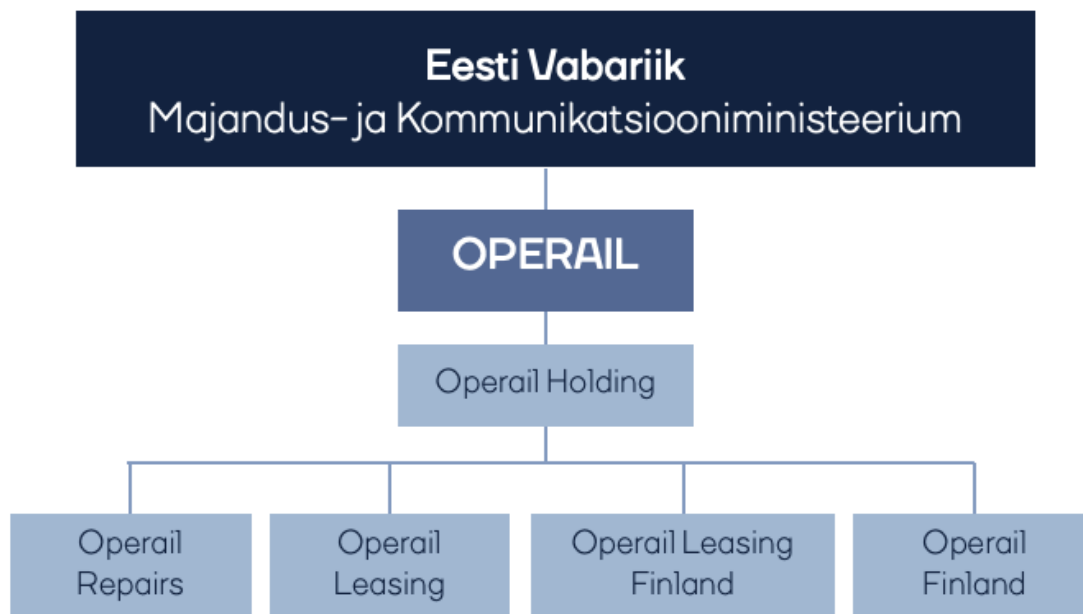 Eesti Vabariik
Majandus- ja Kommunikatsiooniministeerium
OPERAIL
Operail Holding
Operail
Repairs
Operail
Leasing
Operail Leasing
Finland
Operail
Finland